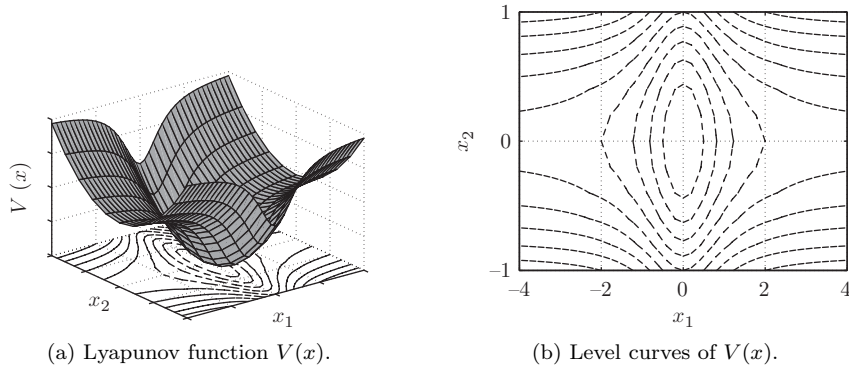 V (x)
x₂
x₁
(a) Lyapunov function V(x).
1
0
−1
x₂
−4
−2
0
2
4
x₁
(b) Level curves of V(x).